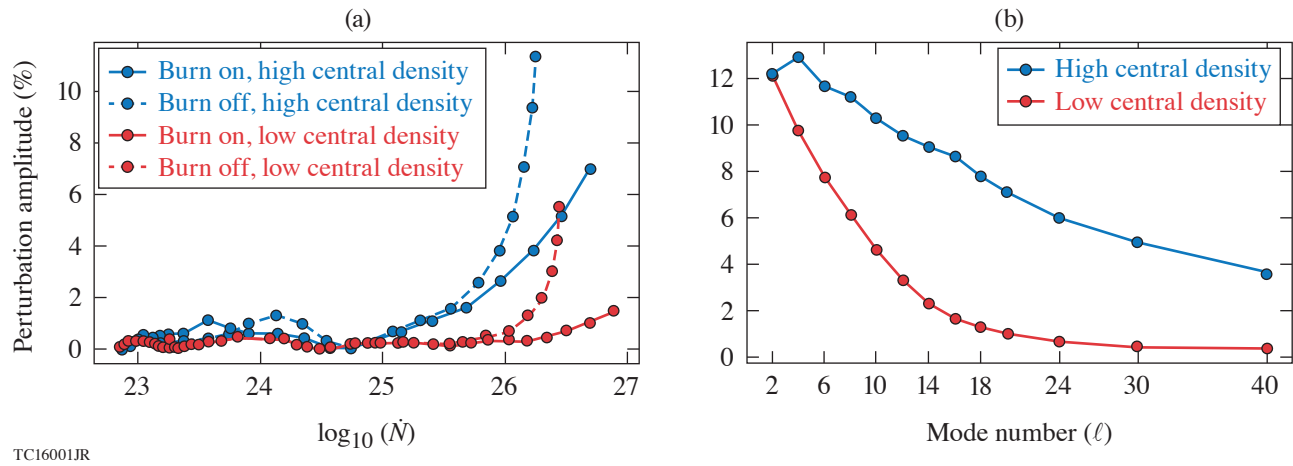 (a)
Perturbation amplitude (%)
10
8
6
4
2
0
Burn on, high central density
Burn off, high central density
Burn on, low central density
Burn off, low central density
23 24 25 26 27
log10 (Ṅ)
(b)
12
10
8
6
4
2
0
High central density
Low central density
2 6 10 14 18 24 30 40
Mode number (ℓ)
TC16001JR